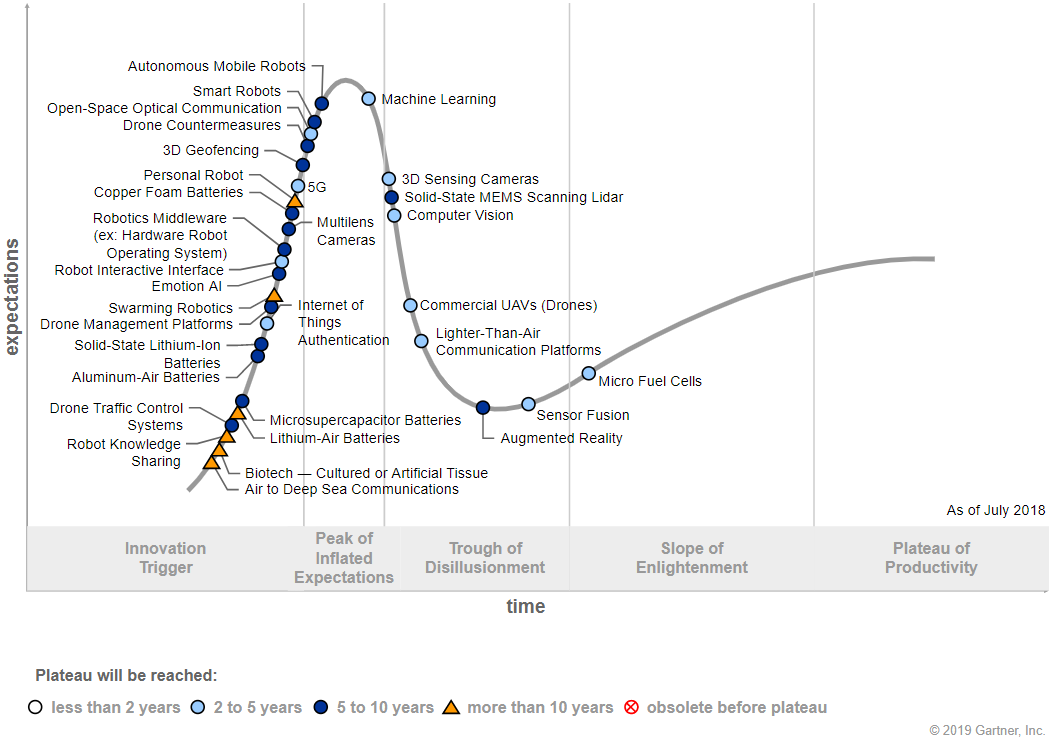 Autonomous Mobile Robots
Smart Robots
Open-Space Optical Communication
Drone Countermeasures
3D Geofencing
Personal Robot
Copper Foam Batteries
Robotics Middleware
(ex: Hardware Robot
Operating System)
Robot Interactive Interface
Emotion AI
Swarming Robotics
Drone Management Platforms
Solid-State Lithium-Ion
Batteries
Aluminum-Air Batteries
Drone Traffic Control
Systems
Robot Knowledge
Sharing
5G
Multilens
Cameras
Internet of
Things
Authentication
Microsupercapacitor Batteries
Lithium-Air Batteries
Biotech — Cultured or Artificial Tissue
Air to Deep Sea Communications
Machine Learning
3D Sensing Cameras
Solid-State MEMS Scanning Lidar
Computer Vision
Commercial UAVs (Drones)
Lighter-Than-Air
Communication Platforms
Micro Fuel Cells
Sensor Fusion
Augmented Reality
As of July 2018
expectations
Innovation
Trigger
Peak of
Inflated
Expectations
Trough of
Disillusionment
Slope of
Enlightenment
Plateau of
Productivity
time
Plateau will be reached:
less than 2 years
2 to 5 years
5 to 10 years
more than 10 years
obsolete before plateau
© 2019 Gartner, Inc.